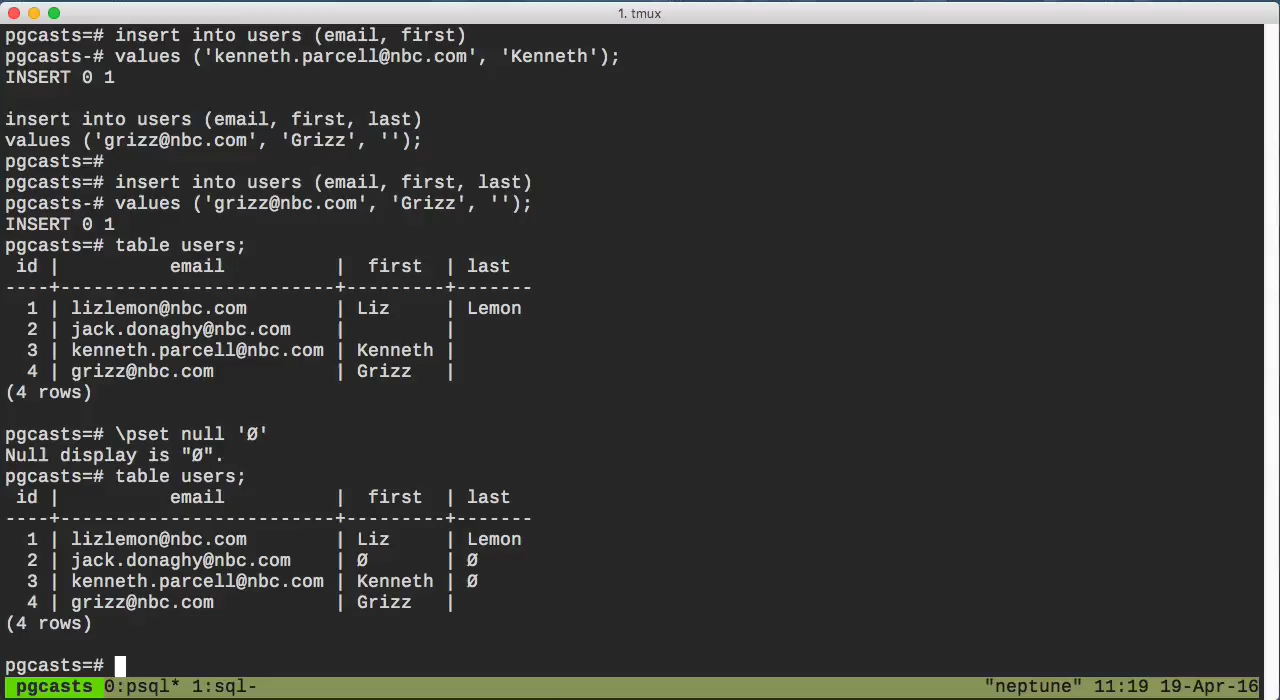 1. tmux
pgcasts=# insert into users (email, first)
pgcasts-# values ('kenneth.parcell@nbc.com', 'Kenneth');
INSERT 0 1
insert into users (email, first, last)
values ('grizz@nbc.com', 'Grizz', '');
pgcasts=#
pgcasts=# insert into users (email, first, last)
pgcasts-# values ('grizz@nbc.com', 'Grizz', '');
INSERT 0 1
pgcasts=# table users;
 id |          email          |  first  | last
----+-------------------------+---------+-------
  1 | lizlemon@nbc.com        | Liz     | Lemon
  2 | jack.donaghy@nbc.com    |         |
  3 | kenneth.parcell@nbc.com | Kenneth |
  4 | grizz@nbc.com           | Grizz   |
(4 rows)
pgcasts=# \pset null 'Ø'
Null display is "Ø".
pgcasts=# table users;
 id |          email          |  first  | last
----+-------------------------+---------+-------
  1 | lizlemon@nbc.com        | Liz     | Lemon
  2 | jack.donaghy@nbc.com    | Ø       | Ø
  3 | kenneth.parcell@nbc.com | Kenneth | Ø
  4 | grizz@nbc.com           | Grizz   |
(4 rows)
pgcasts=#
pgcasts 0:psql* 1:sql- "neptune" 11:19 19-Apr-16